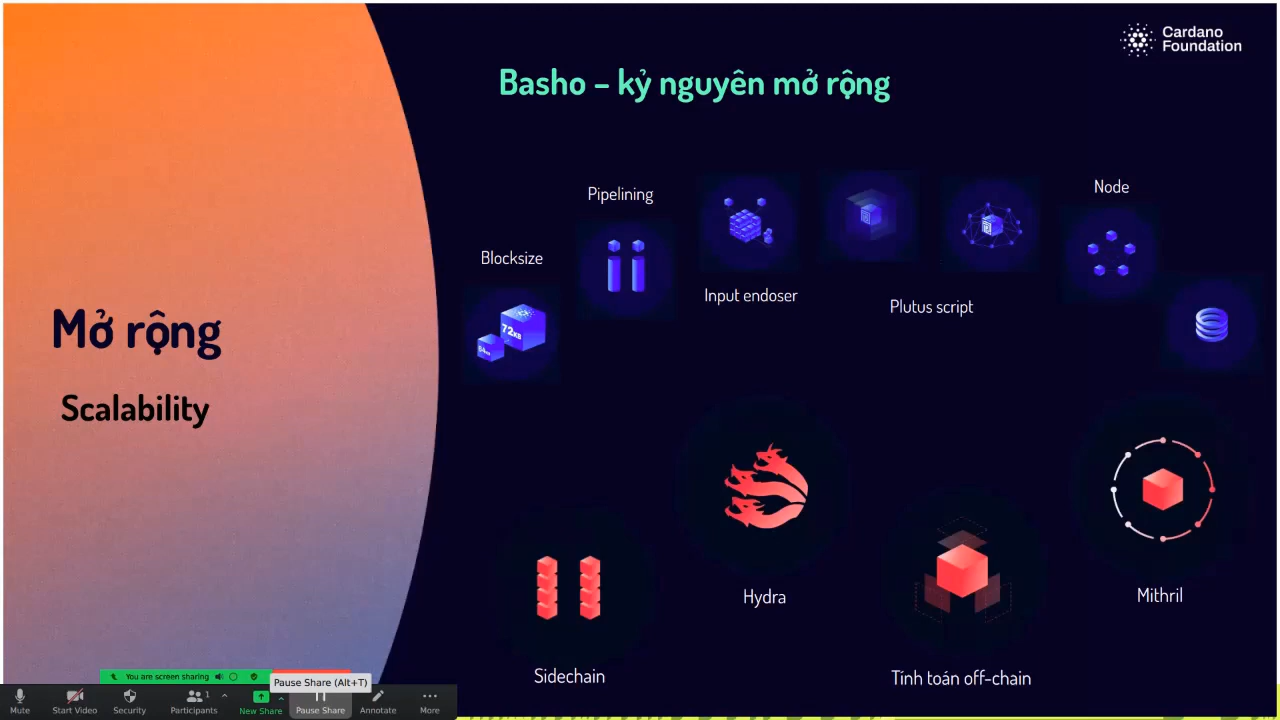 Cardano
Foundation
Basho – kỷ nguyên mở rộng
Mở rộng
Scalability
Pipelining
Node
Blocksize
Input endoser
Plutus script
72KB
64KB
Hydra
Mithril
Sidechain
Tính toán off-chain
You are screen sharing
Pause Share (Alt+T)
Mute
Start Video
Security
Participants
1
New Share
Pause Share
Annotate
More